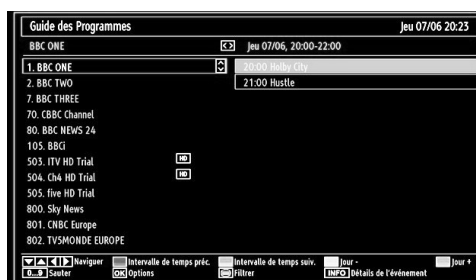 Guide des Programmes Jeu 07/06 20:23
BBC ONE Jeu 07/06, 20:00-22:00
1. BBC ONE 20:00 Holby City
2. BBC TWO 21:00 Hustle
7. BBC THREE
70. CBBC Channel
80. BBC NEWS 24
105. BBCi
503. ITV HD Trial HD
504. Ch4 HD Trial HD
505. five HD Trial
800. Sky News
801. CNBC Europe
802. TV5MONDE EUROPE
Naviguer Intervalle de temps préc. Intervalle de temps suiv. Jour - Jour +
0...9 Sauter OK Options Filtrer INFO Détails de l'événement